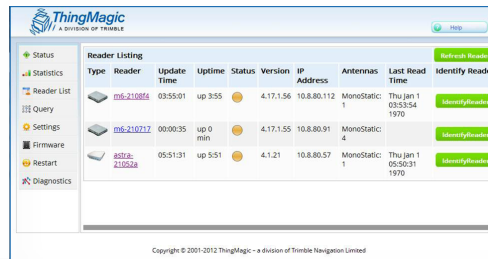 ThingMagic
A DIVISION OF TRIMBLE
Help
Status
Statistics
Reader List
Query
Settings
Firmware
Restart
Diagnostics
Reader Listing
Refresh Reade
Type Reader Update Time Uptime Status Version IP Address Antennas Last Read Time Identify Reade
m6-2108f4 03:55:01 up 3:55 4.17.1.56 10.8.80.112 MonoStatic: 1 Thu Jan 1 03:53:54 1970 IdentifyReader
m6-210717 00:00:35 up 0 min 4.17.1.55 10.8.80.91 MonoStatic: 4 IdentifyReader
astra-21052a 05:51:31 up 5:51 4.1.21 10.8.80.57 MonoStatic: 1 Thu Jan 1 05:50:31 1970 IdentifyReader
Copyright © 2001-2012 ThingMagic – a division of Trimble Navigation Limited